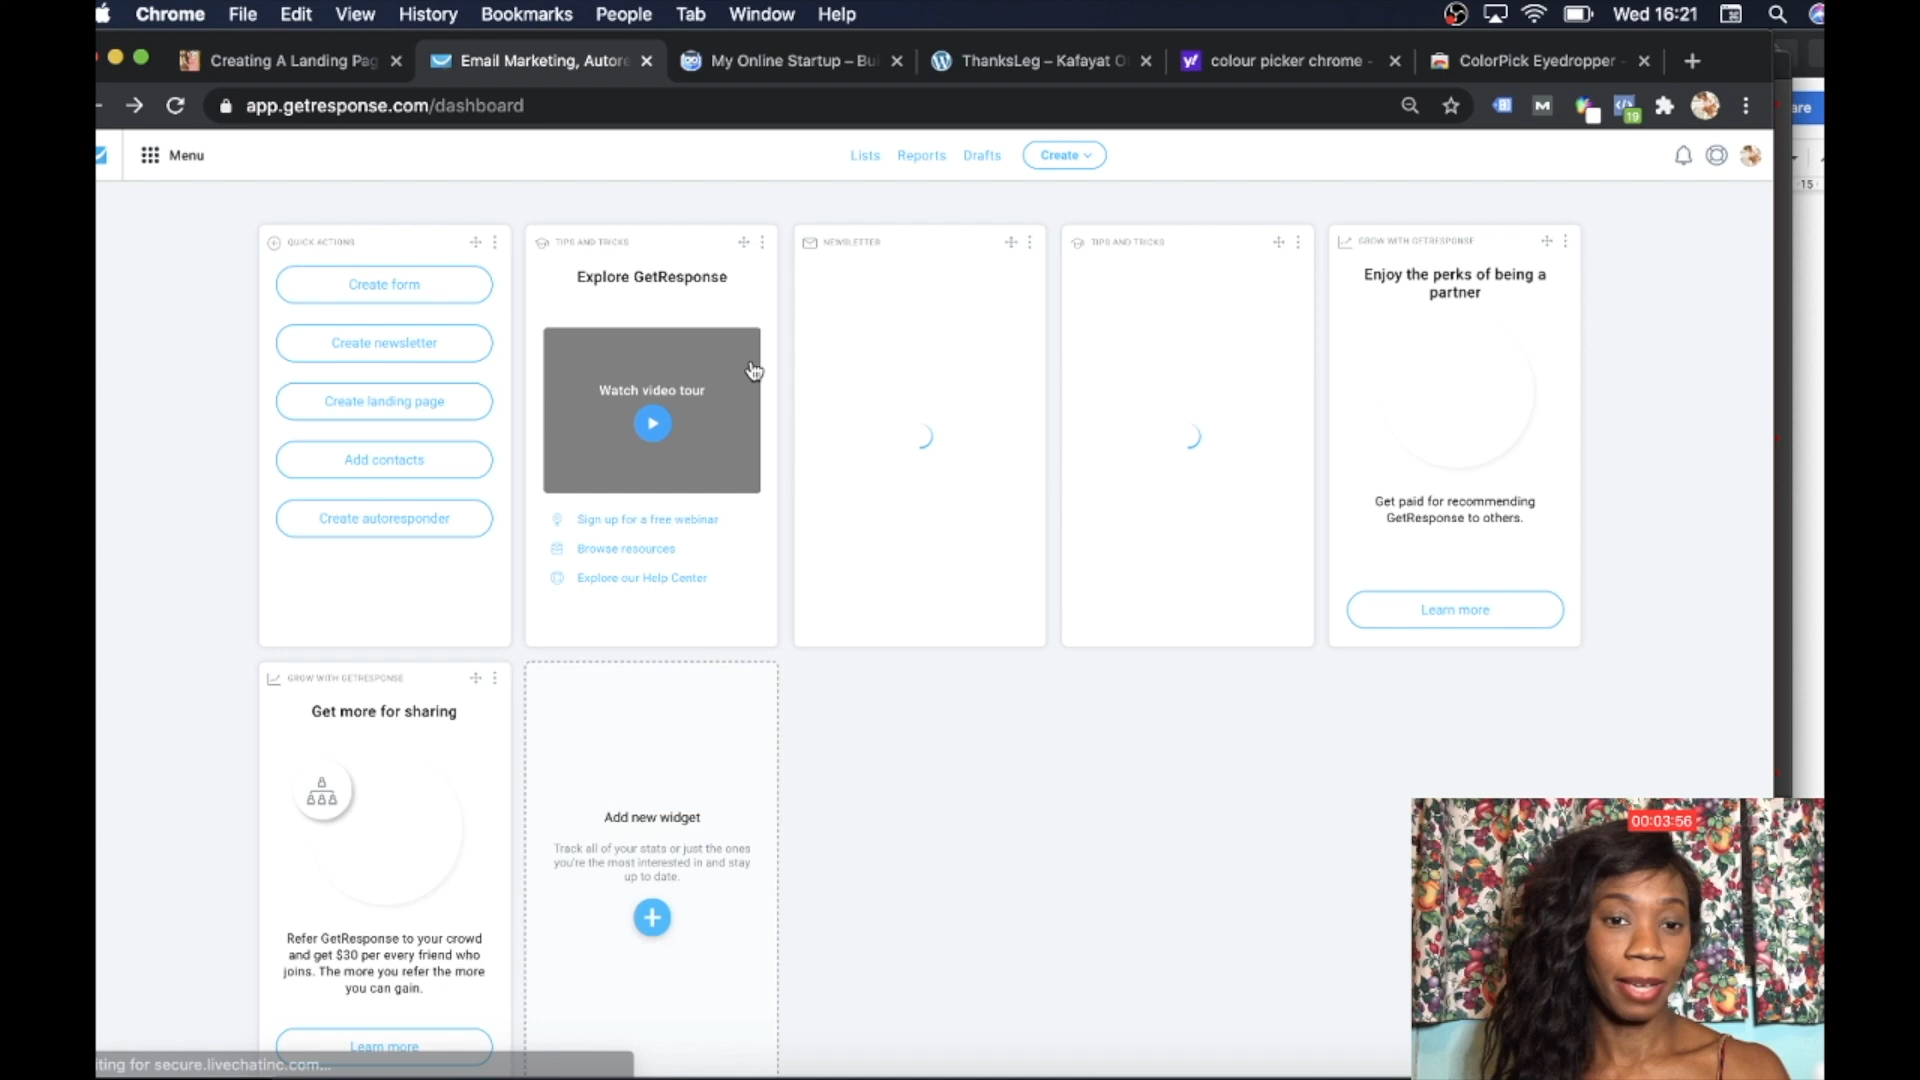 Chrome File Edit View History Bookmarks People Tab Window Help Wed 16:21
Creating A Landing Pag Email Marketing, Autore My Online Startup – Bu ThanksLeg – Kafayat O colour picker chrome - ColorPick Eyedropper -
app.getresponse.com/dashboard 19
are
Menu Lists Reports Drafts Create
15
QUICK ACTIONS
Create form
Create newsletter
Create landing page
Add contacts
Create autoresponder
TIPS AND TRICKS
Explore GetResponse
Watch video tour
Sign up for a free webinar
Browse resources
Explore our Help Center
NEWSLETTER
TIPS AND TRICKS
GROW WITH GETRESPONSE
Enjoy the perks of being a
partner
Get paid for recommending
GetResponse to others.
Learn more
GROW WITH GETRESPONSE
Get more for sharing
Refer GetResponse to your crowd
and get $30 per every friend who
joins. The more you refer the more
you can gain.
Learn more
Add new widget
Track all of your stats or just the ones
you're the most interested in and stay
up to date.
00:03:56
iting for secure.livechatinc.com...